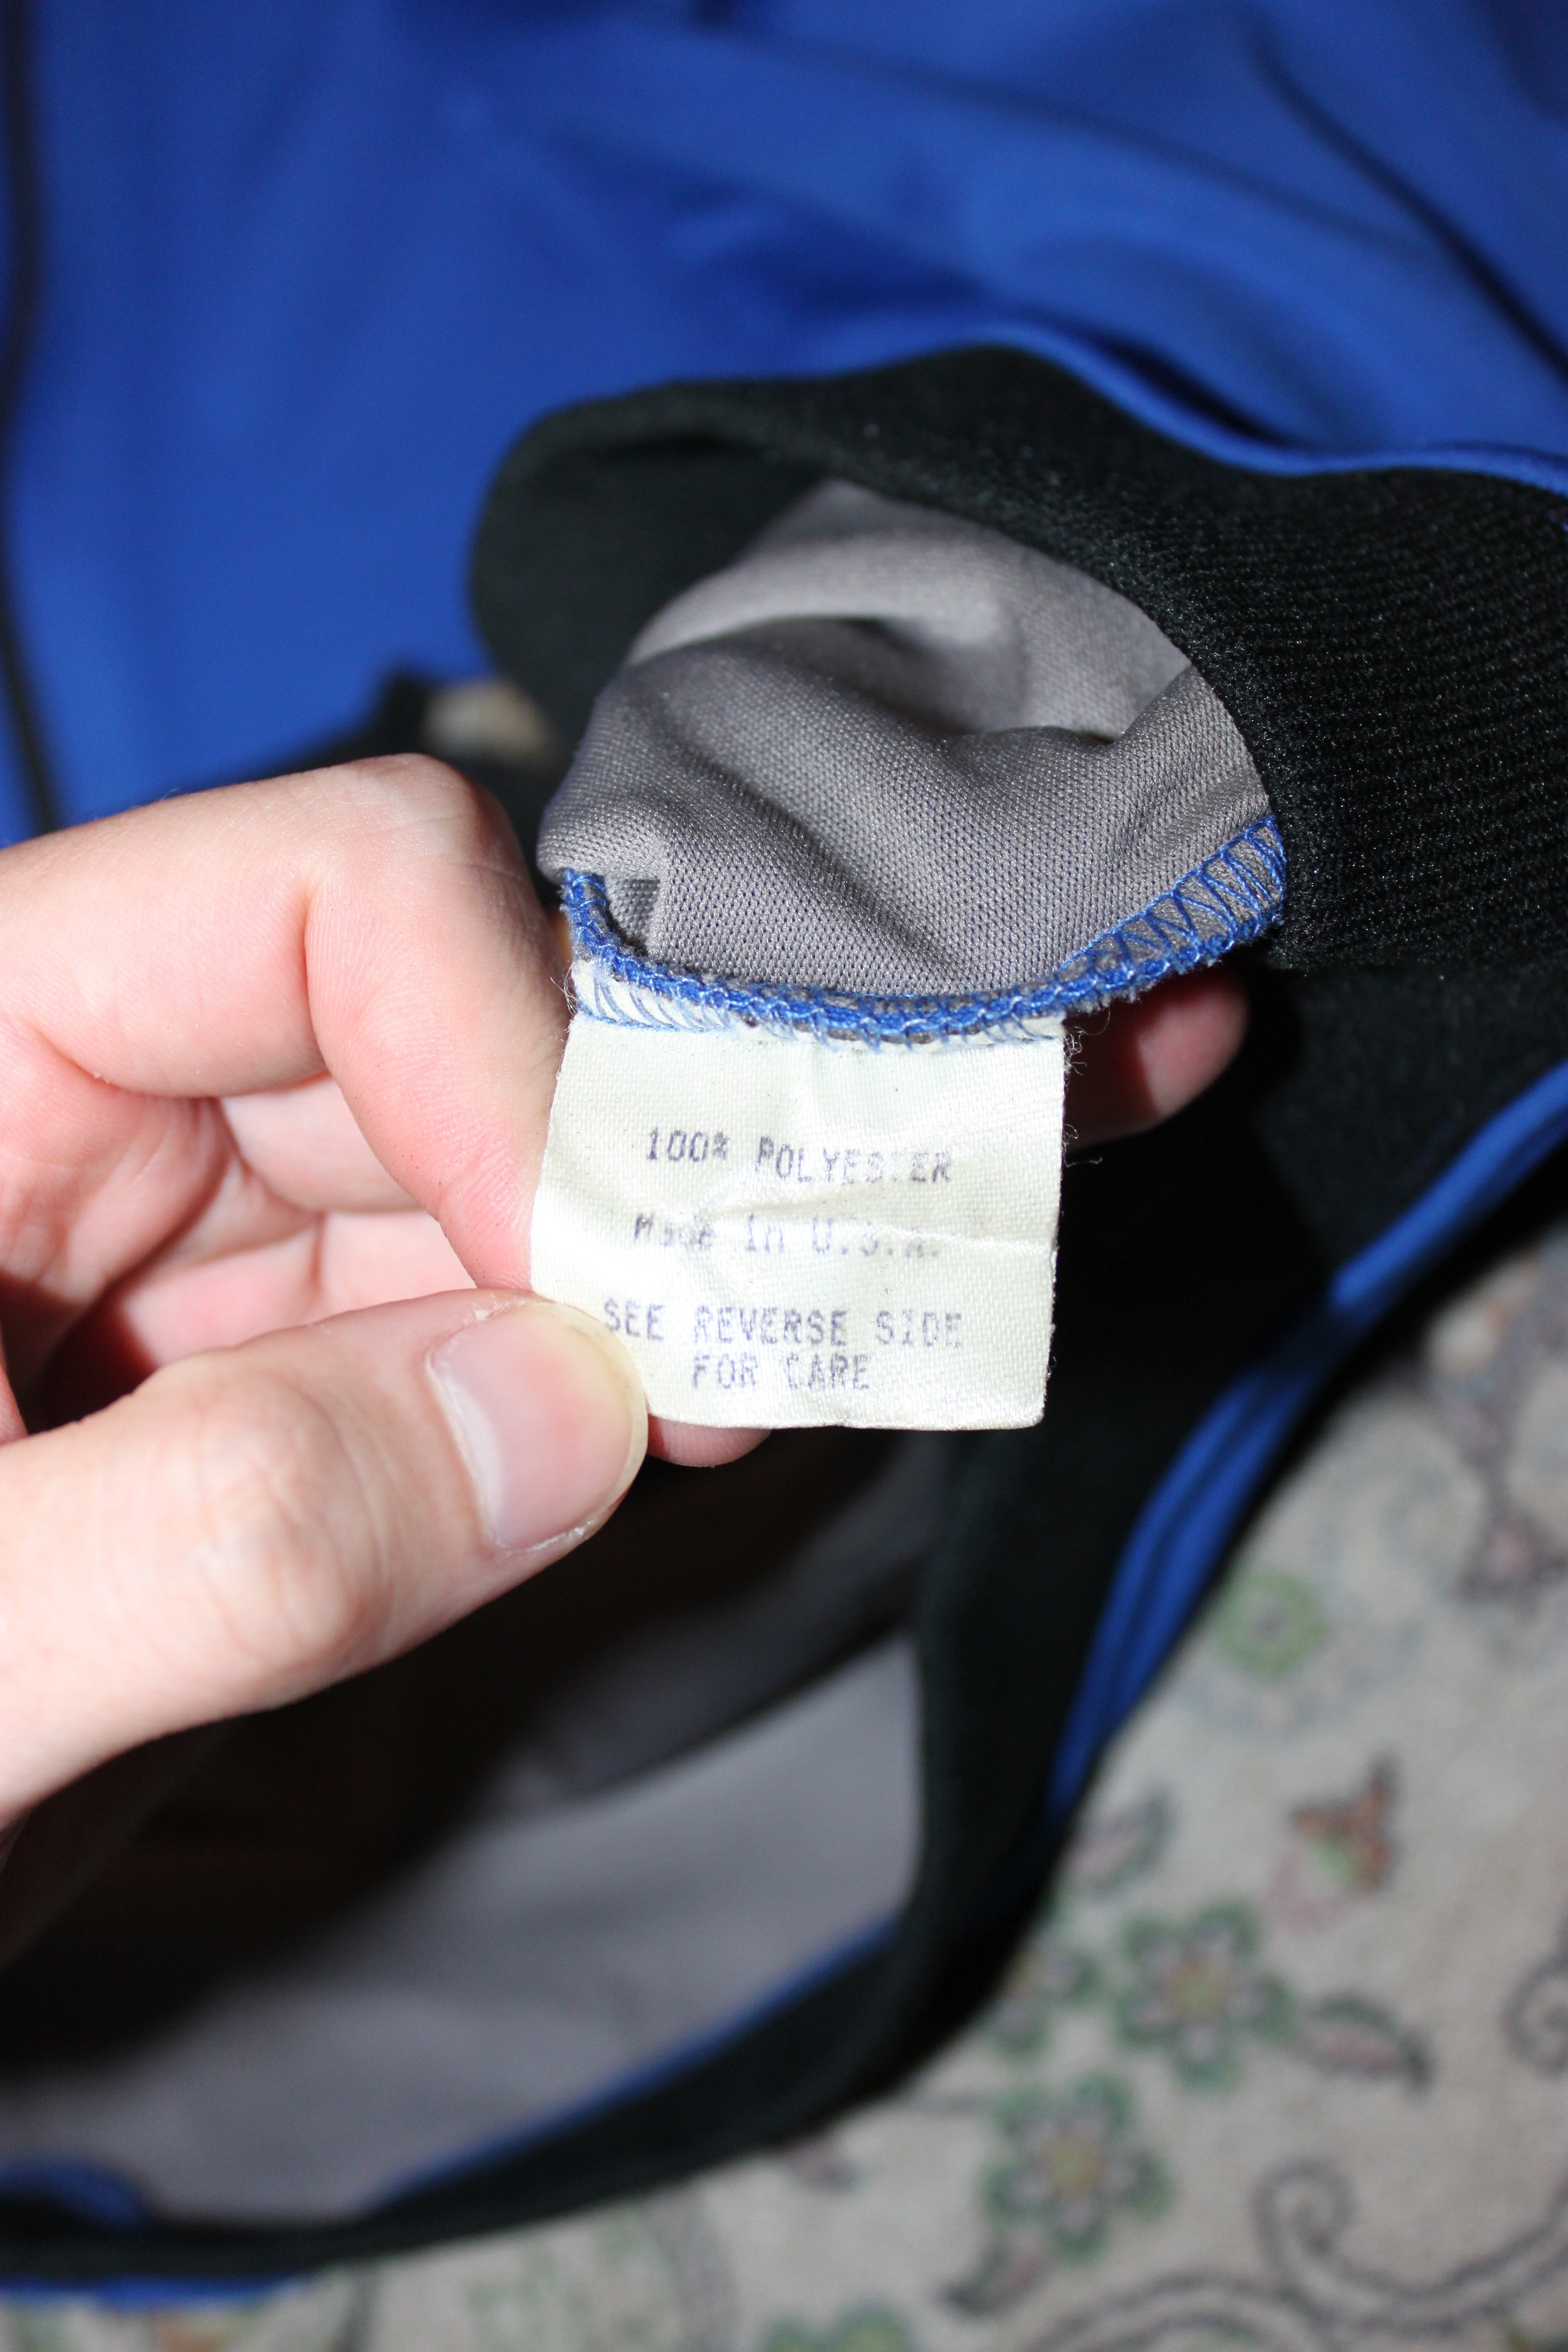 100% POLYESTER
Made in U.S.A.
SEE REVERSE SIDE
FOR CARE